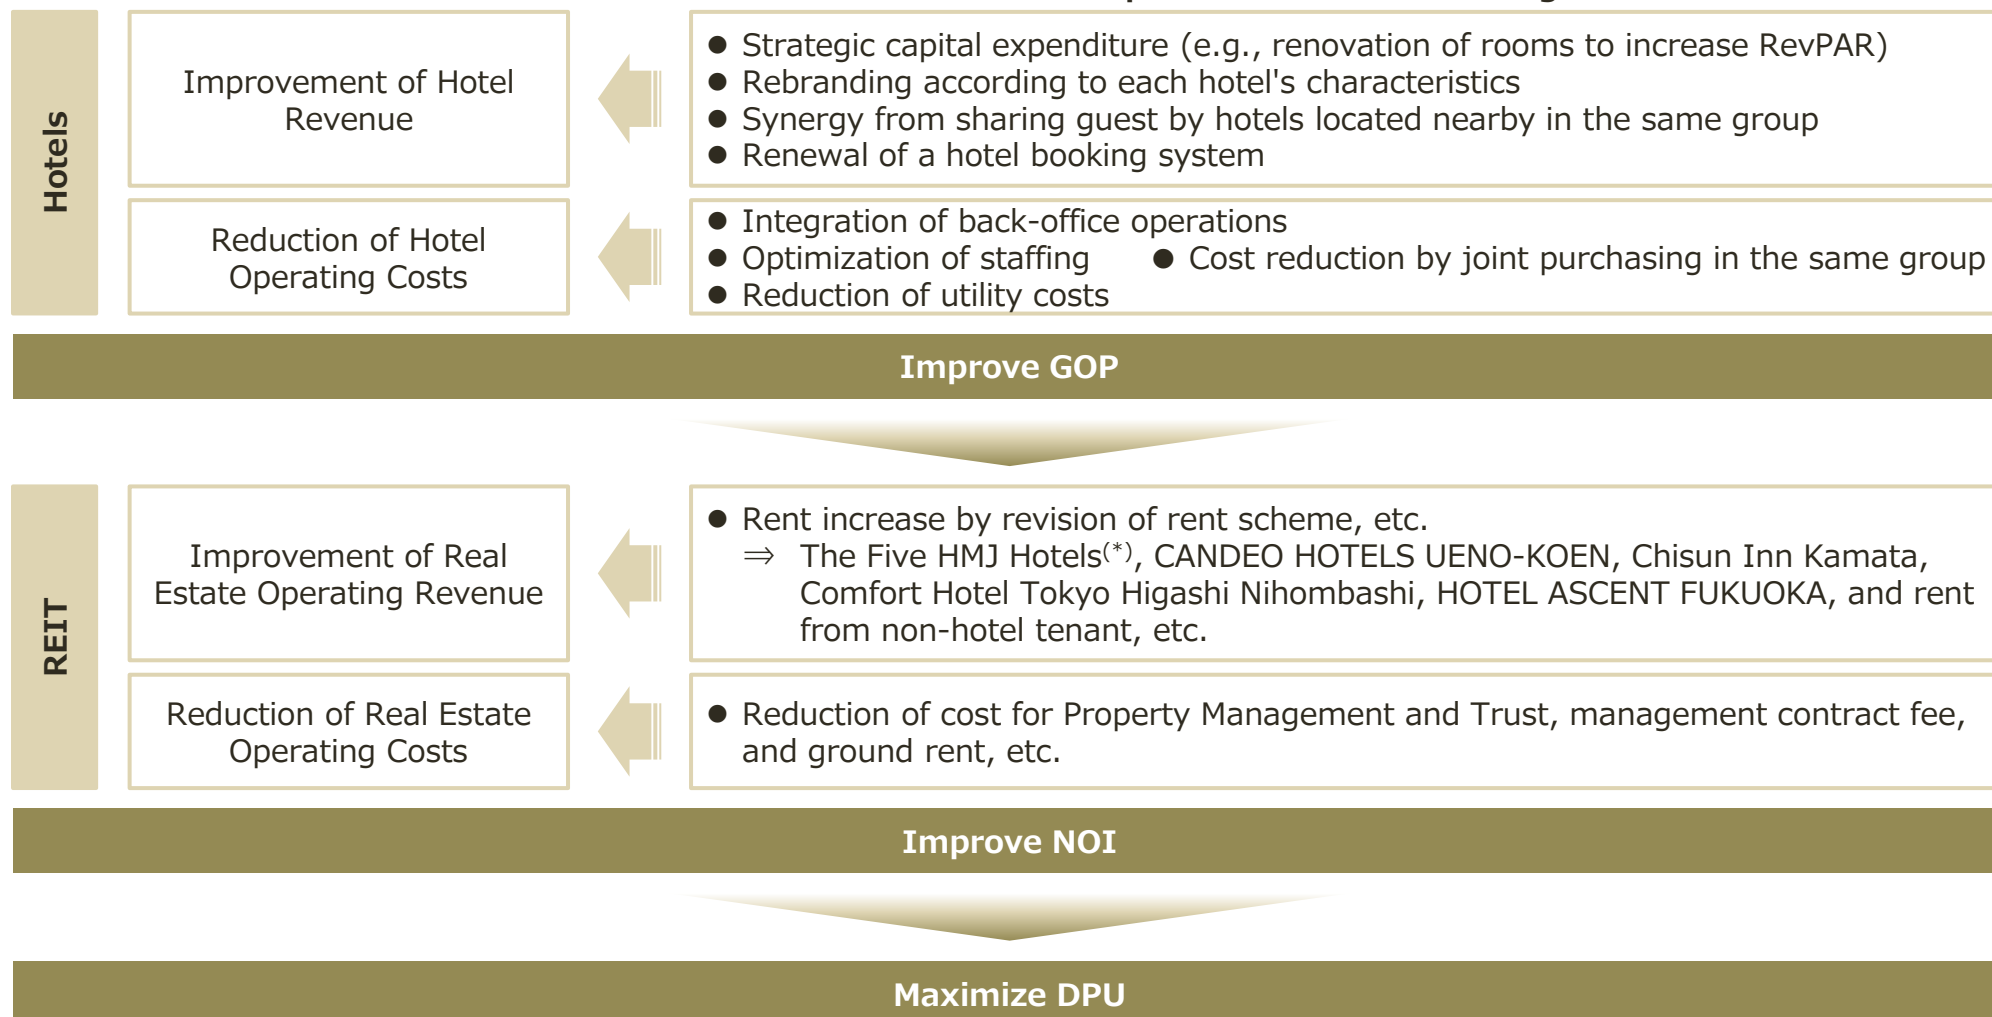 Hotels
Improvement of Hotel
Revenue
● Strategic capital expenditure (e.g., renovation of rooms to increase RevPAR)
● Rebranding according to each hotel's characteristics
● Synergy from sharing guest by hotels located nearby in the same group
● Renewal of a hotel booking system
Reduction of Hotel
Operating Costs
● Integration of back-office operations
● Optimization of staffing ● Cost reduction by joint purchasing in the same group
● Reduction of utility costs
Improve GOP
REIT
Improvement of Real
Estate Operating Revenue
● Rent increase by revision of rent scheme, etc.
⇒ The Five HMJ Hotels(*), CANDEO HOTELS UENO-KOEN, Chisun Inn Kamata,
Comfort Hotel Tokyo Higashi Nihombashi, HOTEL ASCENT FUKUOKA, and rent
from non-hotel tenant, etc.
Reduction of Real Estate
Operating Costs
● Reduction of cost for Property Management and Trust, management contract fee,
and ground rent, etc.
Improve NOI
Maximize DPU